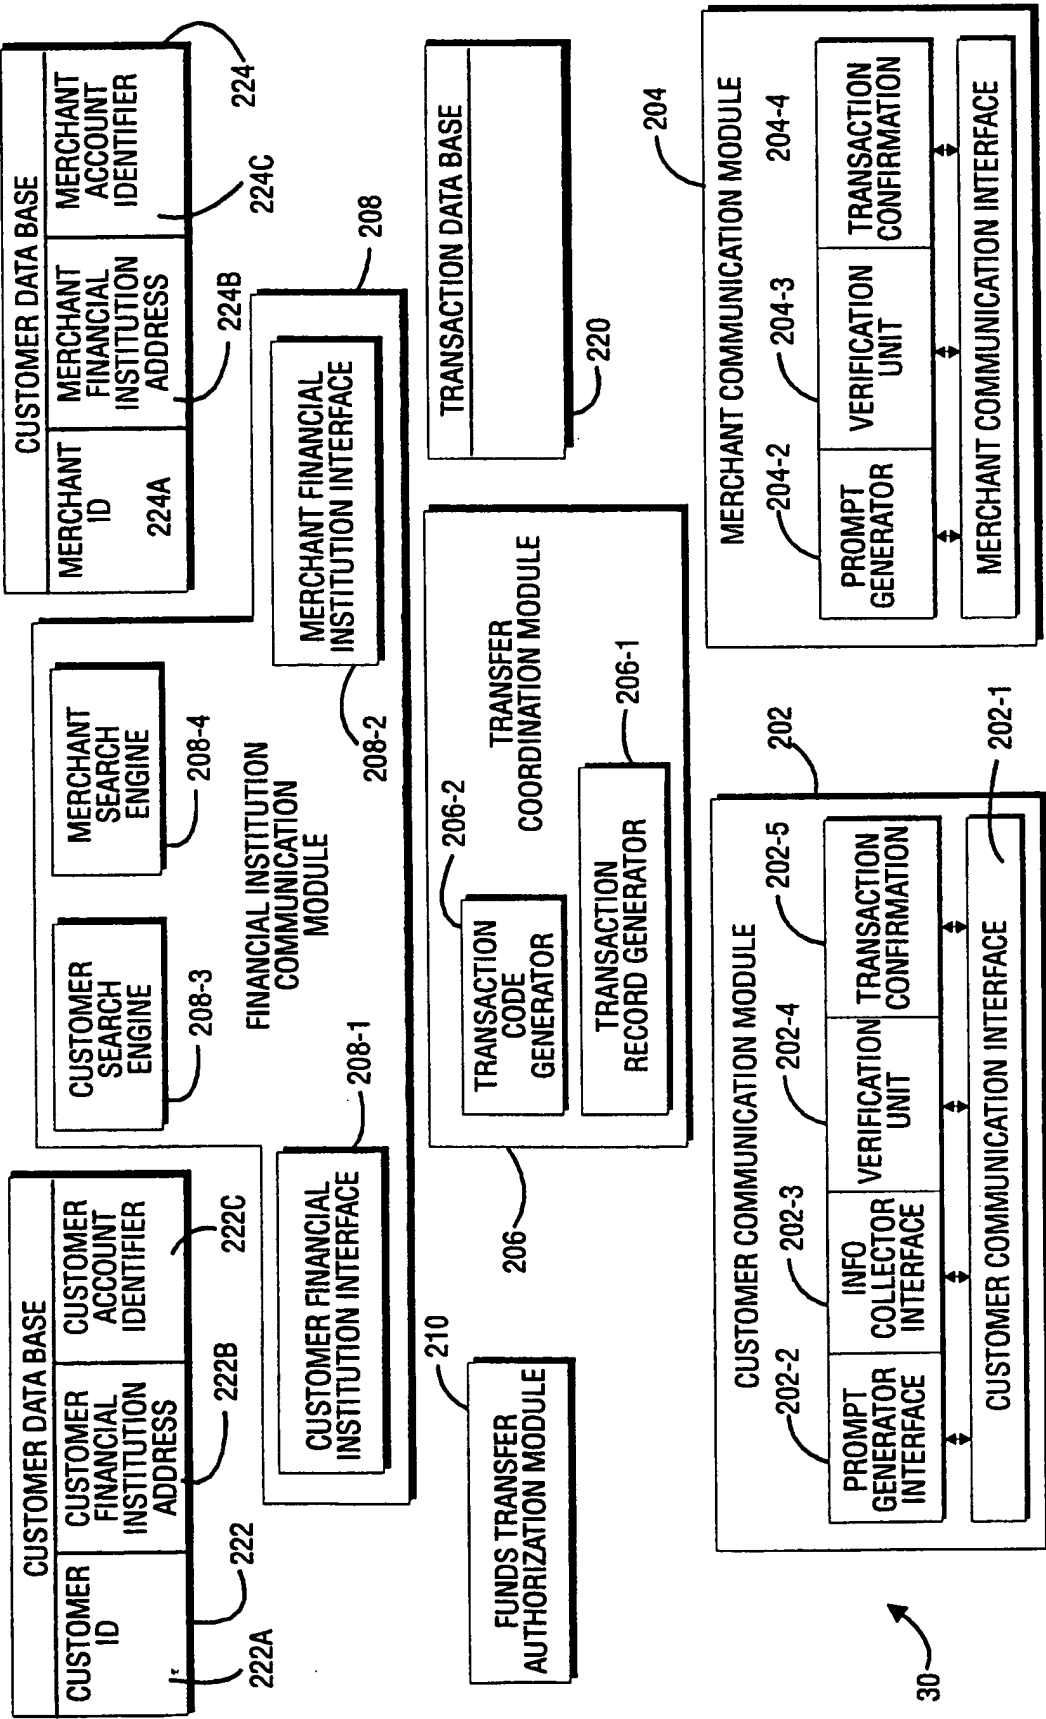 CUSTOMER DATA BASE
CUSTOMER
ID
CUSTOMER
FINANCIAL
INSTITUTION
ADDRESS
CUSTOMER
ACCOUNT
IDENTIFIER
222A
222
222B
222C
CUSTOMER
SEARCH
ENGINE
208-3
MERCHANT
SEARCH
ENGINE
208-4
CUSTOMER DATA BASE
MERCHANT
ID
224A
MERCHANT
FINANCIAL
INSTITUTION
ADDRESS
MERCHANT
ACCOUNT
IDENTIFIER
224B
224C
224
FINANCIAL INSTITUTION
COMMUNICATION
MODULE
CUSTOMER FINANCIAL
INSTITUTION INTERFACE
208-1
MERCHANT FINANCIAL
INSTITUTION INTERFACE
208-2
208
FUNDS TRANSFER
AUTHORIZATION MODULE
210
206
TRANSACTION
CODE
GENERATOR
206-2
TRANSFER
COORDINATION MODULE
TRANSACTION
RECORD GENERATOR
206-1
TRANSACTION DATA BASE
220
30
CUSTOMER COMMUNICATION MODULE
202
202-2
202-3
202-4
202-5
PROMPT
GENERATOR
INTERFACE
INFO
COLLECTOR
INTERFACE
VERIFICATION
UNIT
TRANSACTION
CONFIRMATION
CUSTOMER COMMUNICATION INTERFACE
202-1
MERCHANT COMMUNICATION MODULE
204
204-2
204-3
204-4
PROMPT
GENERATOR
VERIFICATION
UNIT
TRANSACTION
CONFIRMATION
MERCHANT COMMUNICATION INTERFACE